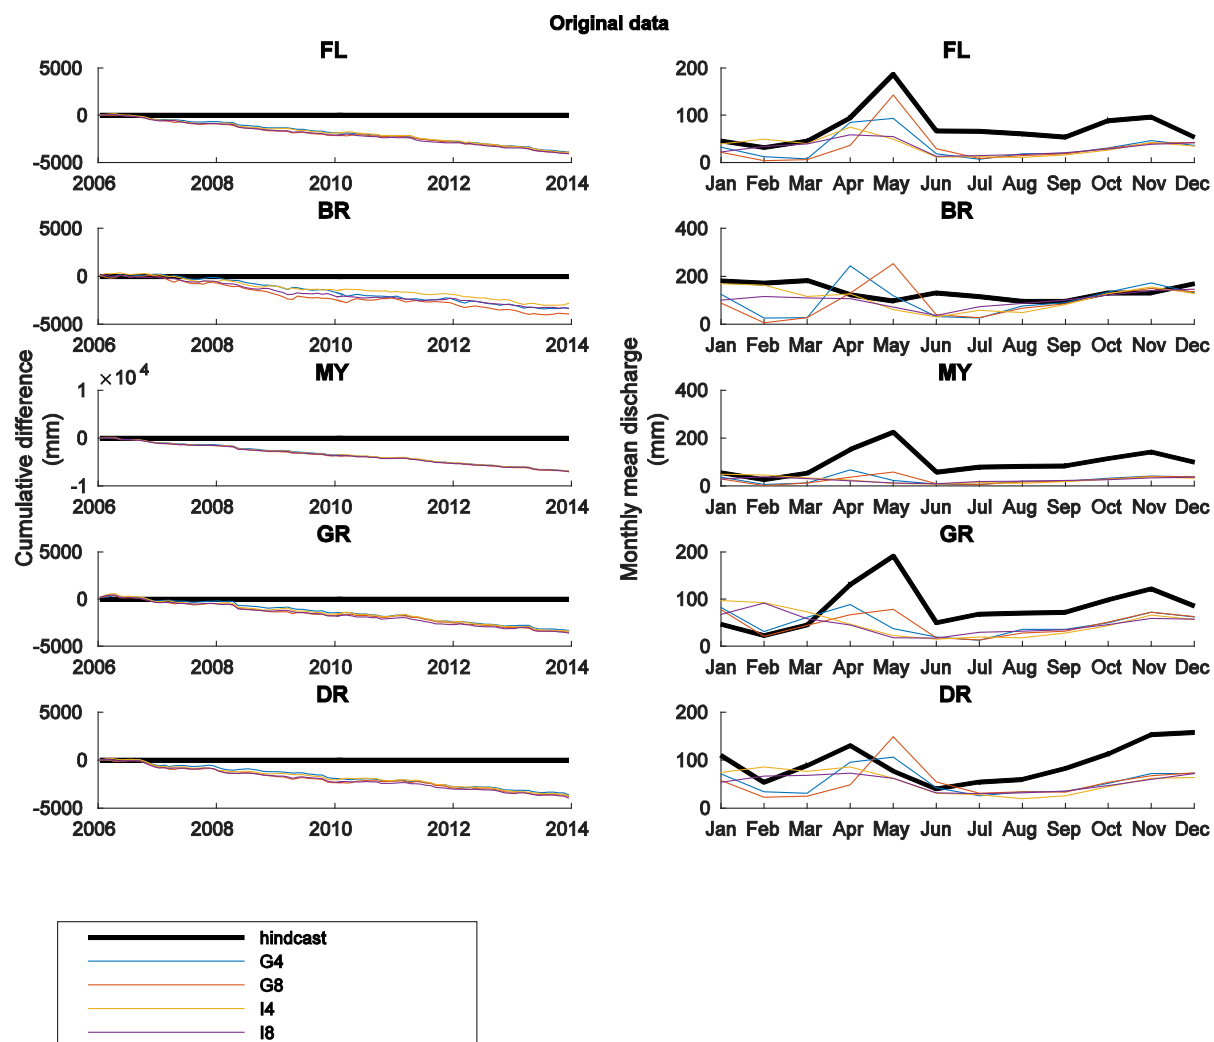 Original data
FL
5000
0
-5000
2006 2008 2010 2012 2014
FL
200
100
0
Jan Feb Mar Apr May Jun Jul Aug Sep Oct Nov Dec
BR
5000
0
-5000
2006 2008 2010 2012 2014
BR
400
200
0
Jan Feb Mar Apr May Jun Jul Aug Sep Oct Nov Dec
Cumulative difference
(mm)
MY
×10^4
1
0
-1
2006 2008 2010 2012 2014
Monthly mean discharge
(mm)
MY
400
200
0
Jan Feb Mar Apr May Jun Jul Aug Sep Oct Nov Dec
GR
5000
0
-5000
2006 2008 2010 2012 2014
GR
200
100
0
Jan Feb Mar Apr May Jun Jul Aug Sep Oct Nov Dec
DR
5000
0
-5000
2006 2008 2010 2012 2014
DR
200
100
0
Jan Feb Mar Apr May Jun Jul Aug Sep Oct Nov Dec
hindcast
G4
G8
I4
I8